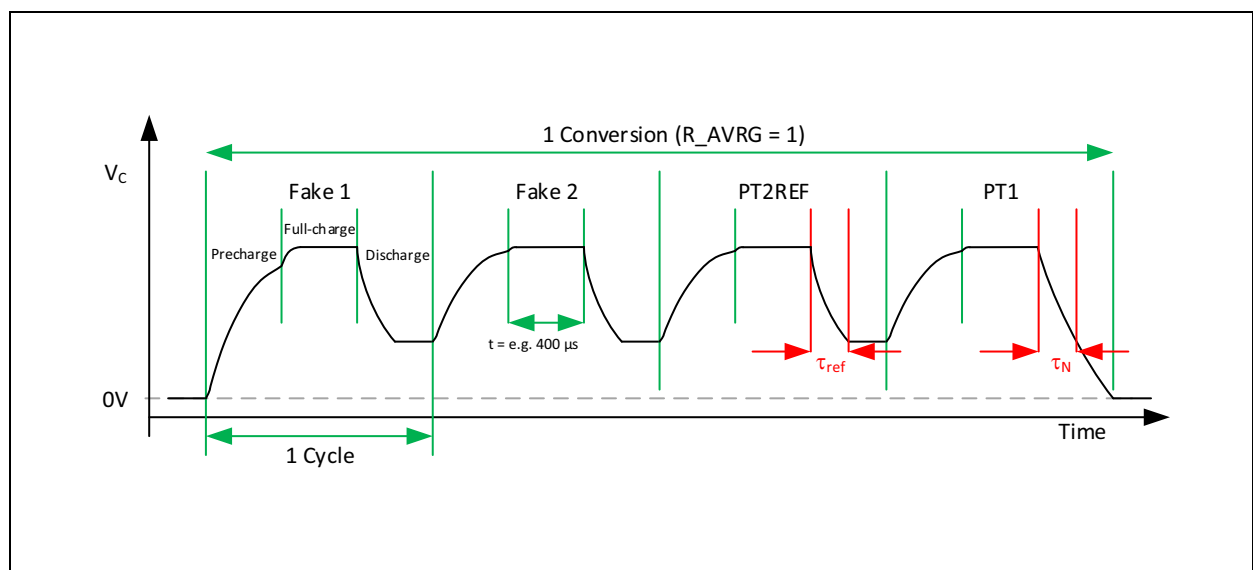 1 Conversion (R_AVRG = 1)
V_C
Fake 1
Fake 2
PT2REF
PT1
Precharge
Full-charge
Discharge
t = e.g. 400 µs
τ_ref
τ_N
0V
Time
1 Cycle